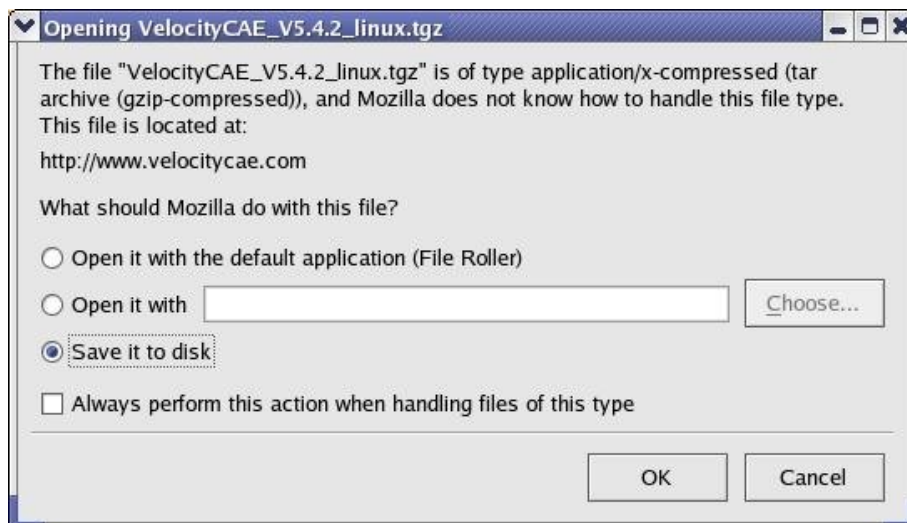 Opening VelocityCAE_V5.4.2_linux.tgz
The file "VelocityCAE_V5.4.2_linux.tgz" is of type application/x-compressed (tar
archive (gzip-compressed)), and Mozilla does not know how to handle this file type.
This file is located at:
http://www.velocitycae.com
What should Mozilla do with this file?
Open it with the default application (File Roller)
Open it with
Choose...
Save it to disk
Always perform this action when handling files of this type
OK
Cancel